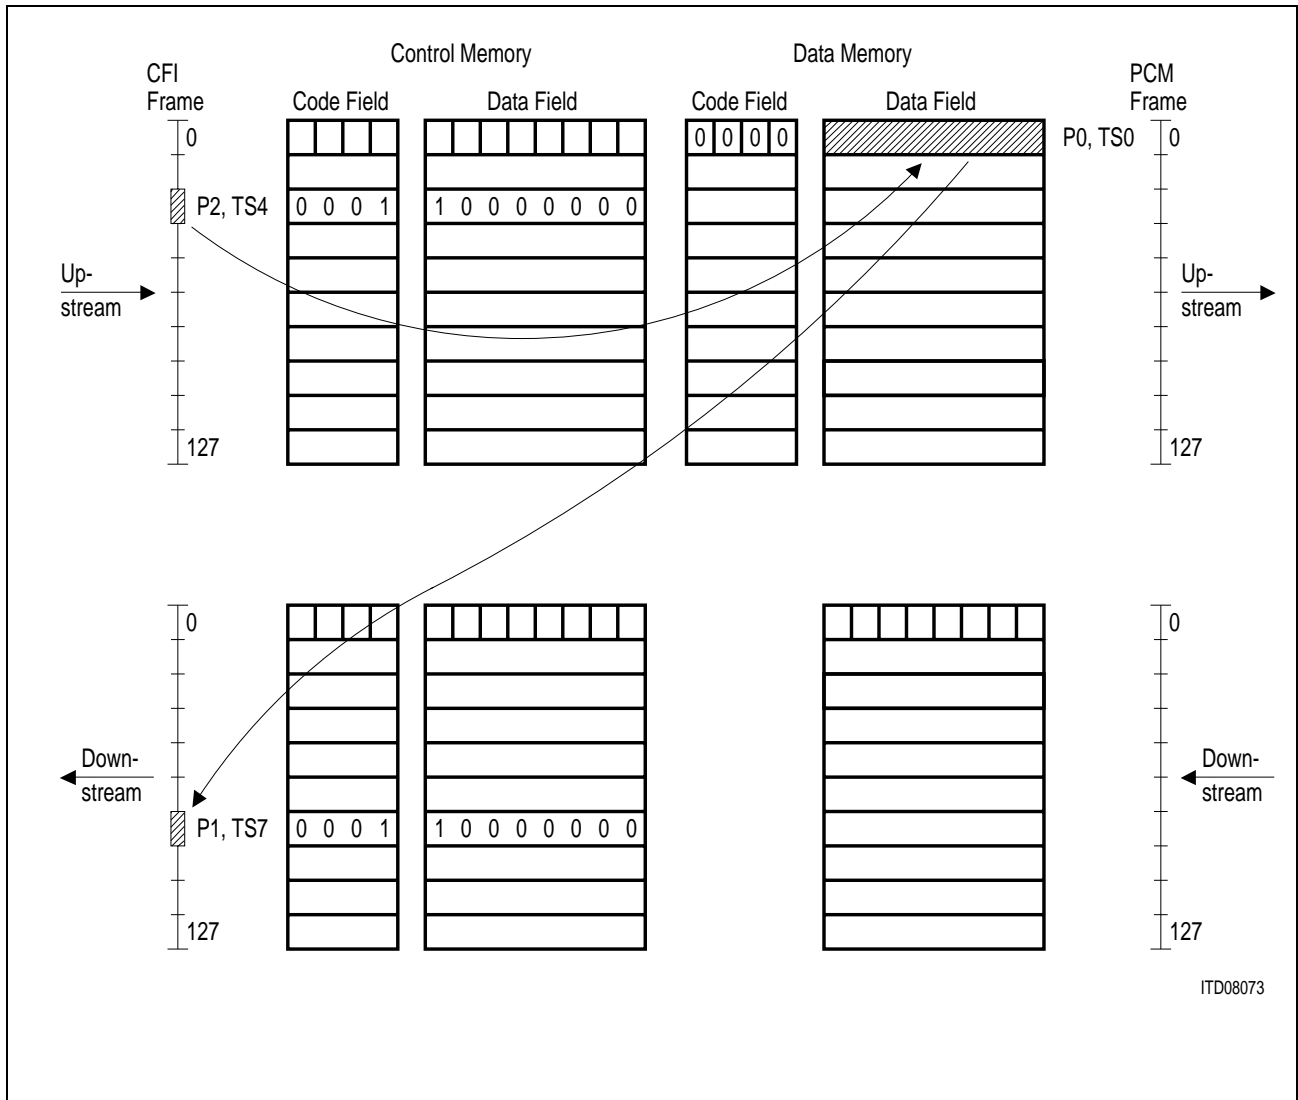 Control Memory
Data Memory
CFI
Frame
Code Field
Data Field
Code Field
Data Field
PCM
Frame
0
0 0 0 0
P0, TS0
0
P2, TS4
0 0 0 1
1 0 0 0 0 0 0 0
Up-
stream
Up-
stream
127
127
0
0
Down-
stream
Down-
stream
P1, TS7
0 0 0 1
1 0 0 0 0 0 0 0
127
127
ITD08073